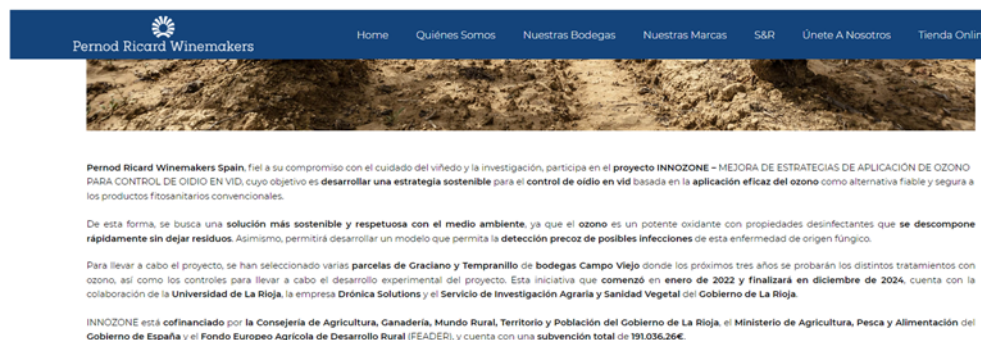 Pernod Ricard Winemakers
Home Quiénes Somos Nuestras Bodegas Nuestras Marcas S&R Únete A Nosotros Tienda Onlin
Pernod Ricard Winemakers Spain, fiel a su compromiso con el cuidado del viñedo y la investigación, participa en el proyecto INNOZONE – MEJORA DE ESTRATEGIAS DE APLICACIÓN DE OZONO
PARA CONTROL DE OIDIO EN VID, cuyo objetivo es desarrollar una estrategia sostenible para el control de oídio en vid basada en la aplicación eficaz del ozono como alternativa fiable y segura a
los productos fitosanitarios convencionales.
De esta forma, se busca una solución más sostenible y respetuosa con el medio ambiente, ya que el ozono es un potente oxidante con propiedades desinfectantes que se descompone
rápidamente sin dejar residuos. Asimismo, permitirá desarrollar un modelo que permita la detección precoz de posibles infecciones de esta enfermedad de origen fúngico.
Para llevar a cabo el proyecto, se han seleccionado varias parcelas de Graciano y Tempranillo de bodegas Campo Viejo donde los próximos tres años se probarán los distintos tratamientos con
ozono, así como los controles para llevar a cabo el desarrollo experimental del proyecto. Esta iniciativa que comenzó en enero de 2022 y finalizará en diciembre de 2024, cuenta con la
colaboración de la Universidad de La Rioja, la empresa Drónica Solutions y el Servicio de Investigación Agraria y Sanidad Vegetal del Gobierno de La Rioja.
INNOZONE está cofinanciado por la Consejería de Agricultura, Ganadería, Mundo Rural, Territorio y Población del Gobierno de La Rioja, el Ministerio de Agricultura, Pesca y Alimentación del
Gobierno de España y el Fondo Europeo Agrícola de Desarrollo Rural (FEADER), y cuenta con una subvención total de 191.036,26€.